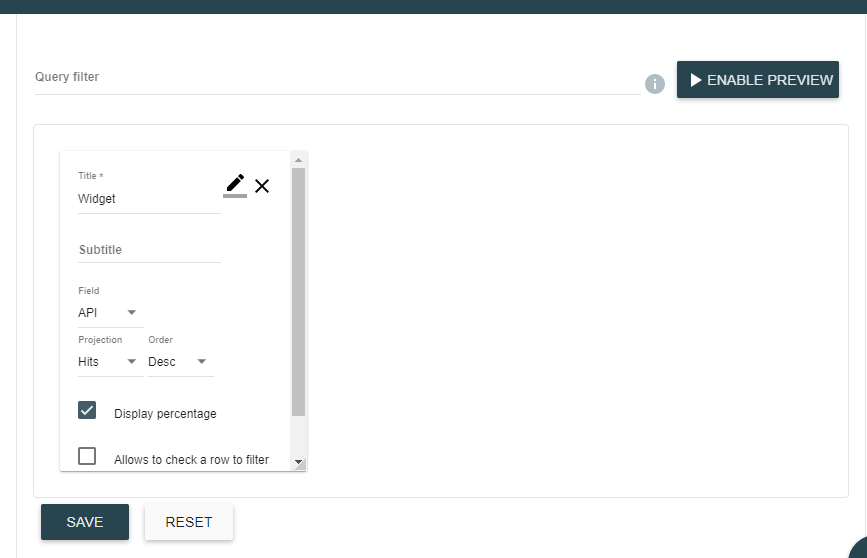 Query filter
i
ENABLE PREVIEW
Title *
Widget
Subtitle
Field
API
Projection Order
Hits Desc
Display percentage
Allows to check a row to filter
SAVE RESET